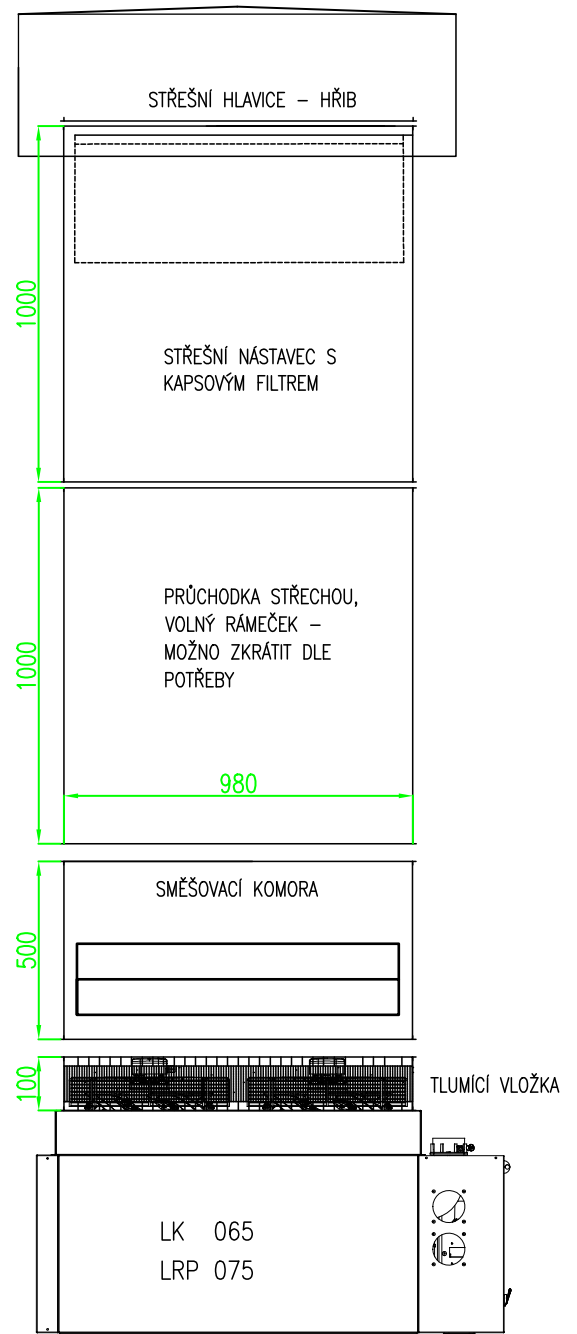 STŘEŠNÍ HLAVICE – HŘIB
1000
STŘEŠNÍ NÁSTAVEC S
KAPSOVÝM FILTREM
1000
PRŮCHODKA STŘECHOU,
VOLNÝ RÁMEČEK –
MOŽNO ZKRÁTIT DLE
POTŘEBY
980
500
SMĚŠOVACÍ KOMORA
100
TLUMÍCÍ VLOŽKA
LK 065
LRP 075